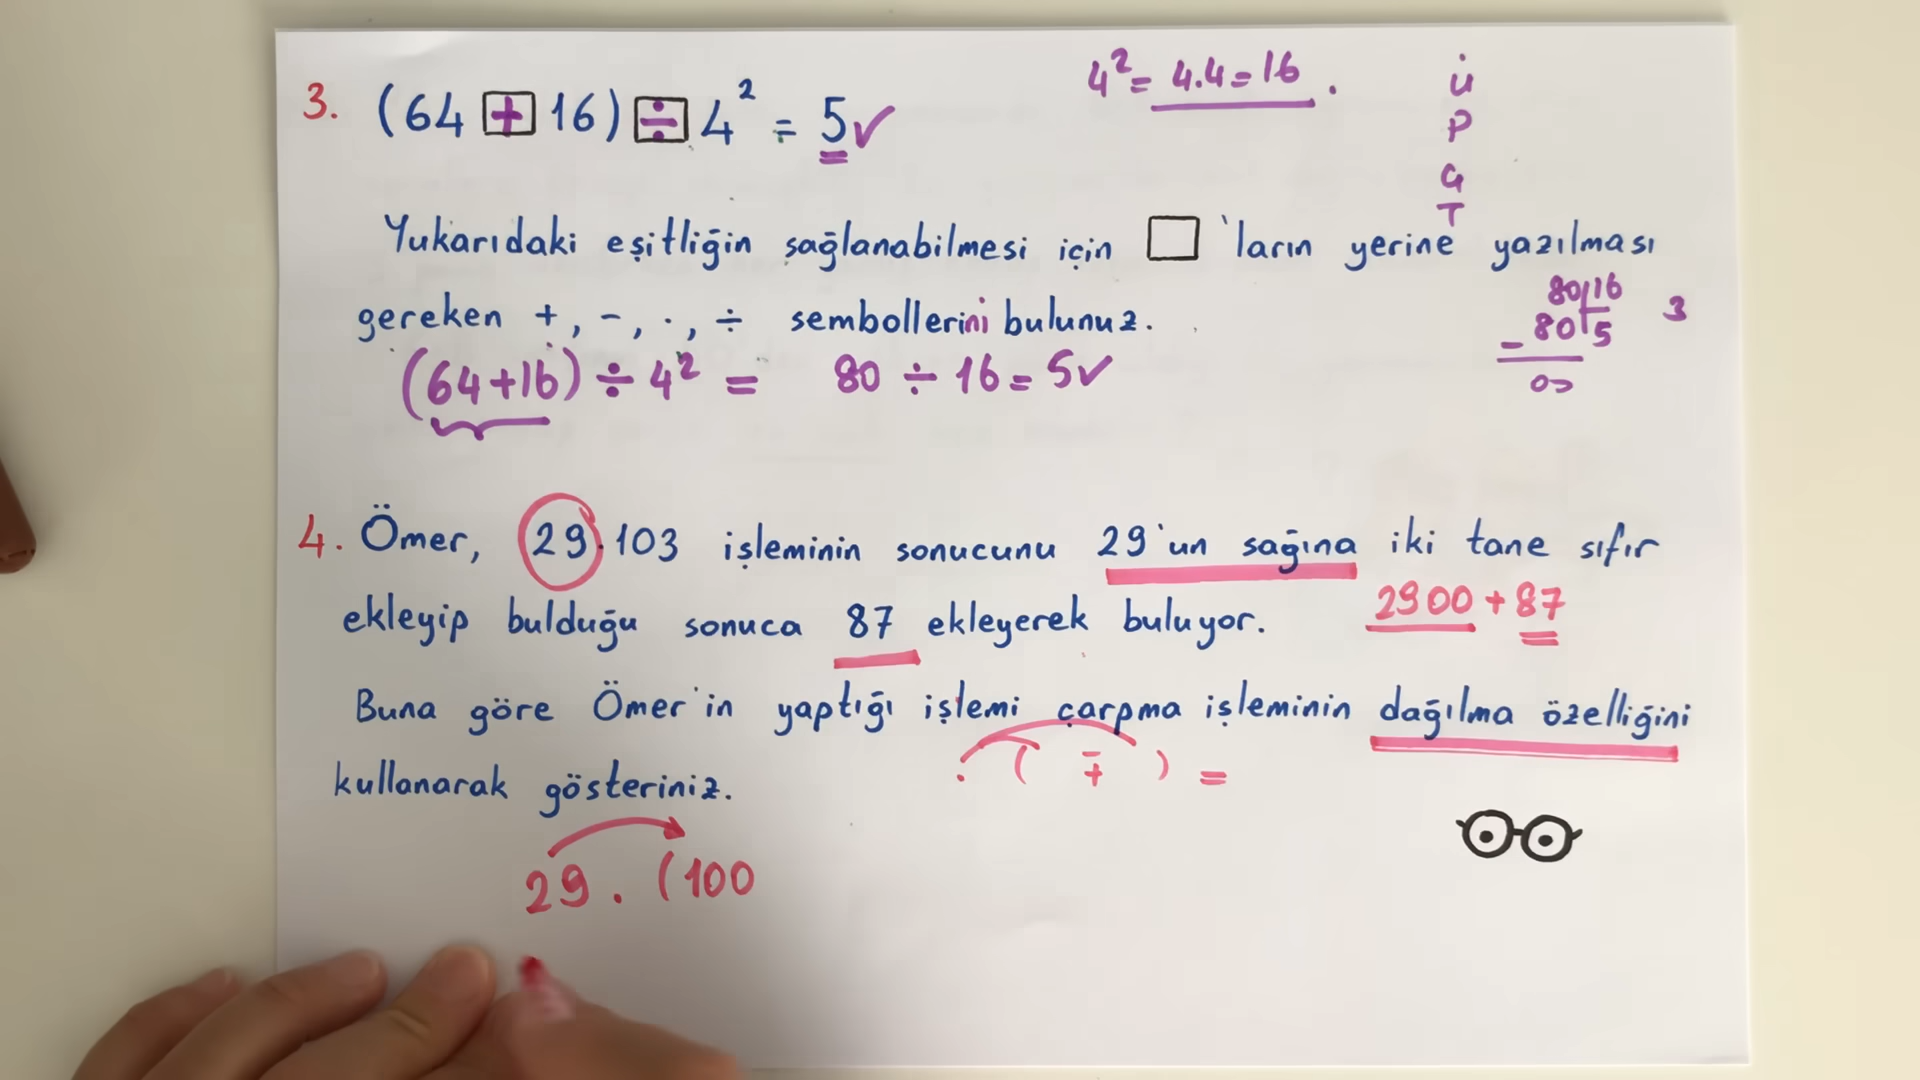 3. (64 + 16) ÷ 4² = 5✓
4² = 4.4 = 16 .
Ü
P
Ç
T
Yukarıdaki eşitliğin sağlanabilmesi için □ 'ların yerine yazılması
gereken +, -, ·, ÷ sembollerini bulunuz.
80 16
- 80 5
00
3
(64+16) ÷ 4² = 80 ÷ 16 = 5✓
4. Ömer, 29.103 işleminin sonucunu 29'un sağına iki tane sıfır
ekleyip bulduğu sonuca 87 ekleyerek buluyor. 2900 + 87
Buna göre Ömer'in yaptığı işlemi çarpma işleminin dağılma özelliğini
kullanarak gösteriniz. . ( ∓ ) =
29 . (100